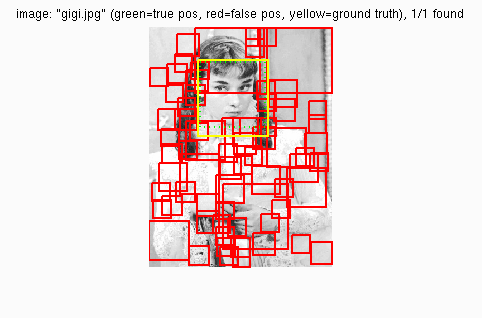 image: "gigi.jpg" (green=true pos, red=false pos, yellow=ground truth), 1/1 found